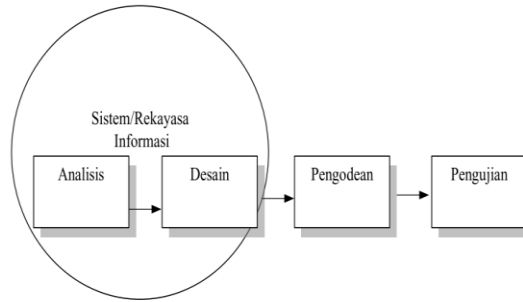 Sistem/Rekayasa
Informasi
Analisis
Desain
Pengodean
Pengujian